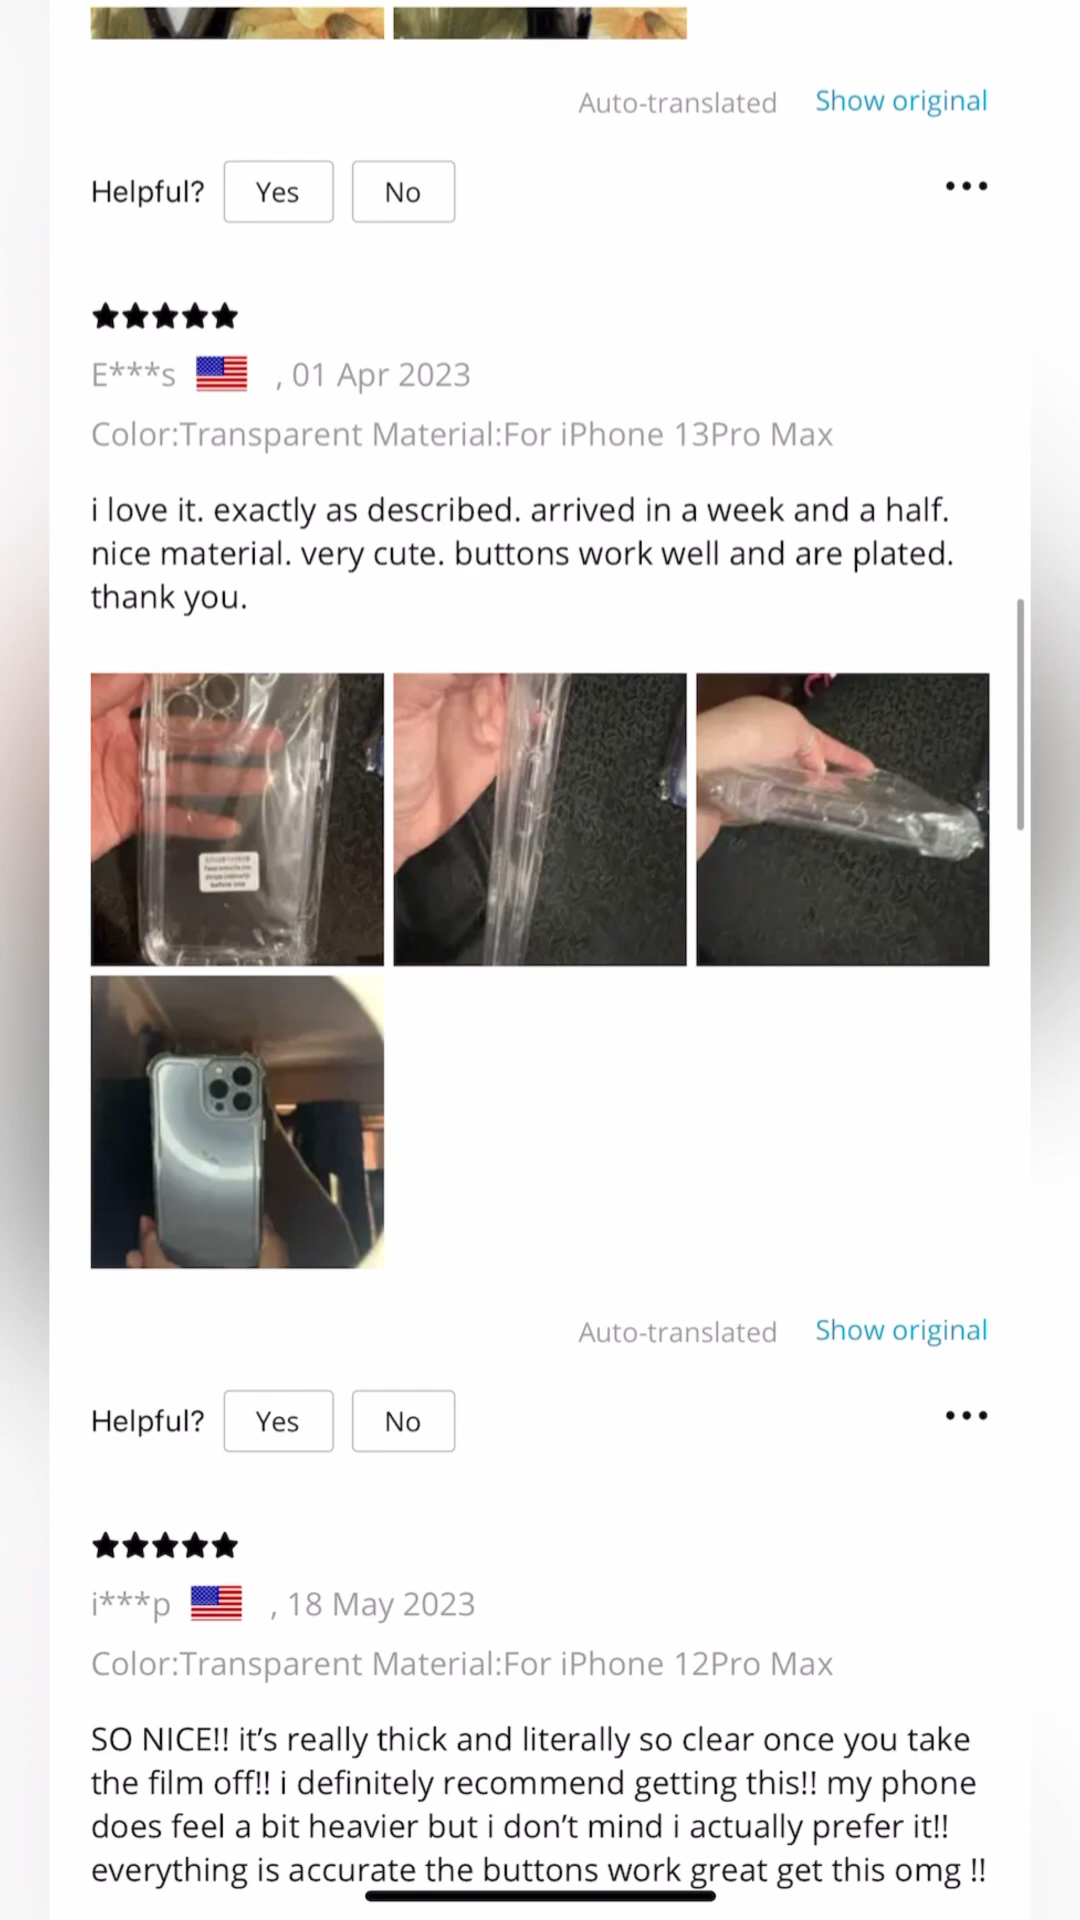 Auto-translated Show original
Helpful? Yes No
E***s , 01 Apr 2023
Color:Transparent Material:For iPhone 13Pro Max
i love it. exactly as described. arrived in a week and a half.
nice material. very cute. buttons work well and are plated.
thank you.
Auto-translated Show original
Helpful? Yes No
i***p , 18 May 2023
Color:Transparent Material:For iPhone 12Pro Max
SO NICE!! it’s really thick and literally so clear once you take
the film off!! i definitely recommend getting this!! my phone
does feel a bit heavier but i don’t mind i actually prefer it!!
everything is accurate the buttons work great get this omg !!